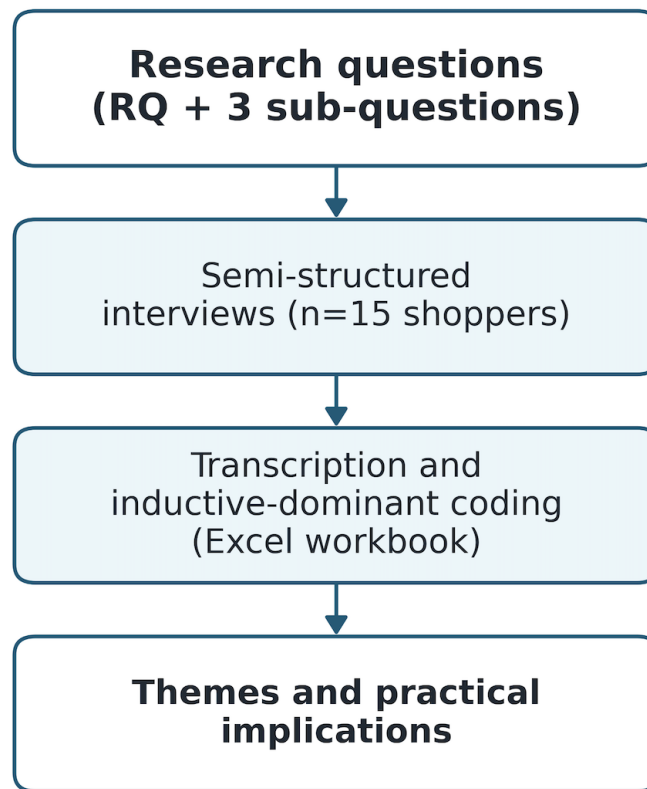 Research questions
(RQ + 3 sub-questions)
Semi-structured
interviews (n=15 shoppers)
Transcription and
inductive-dominant coding
(Excel workbook)
Themes and practical
implications